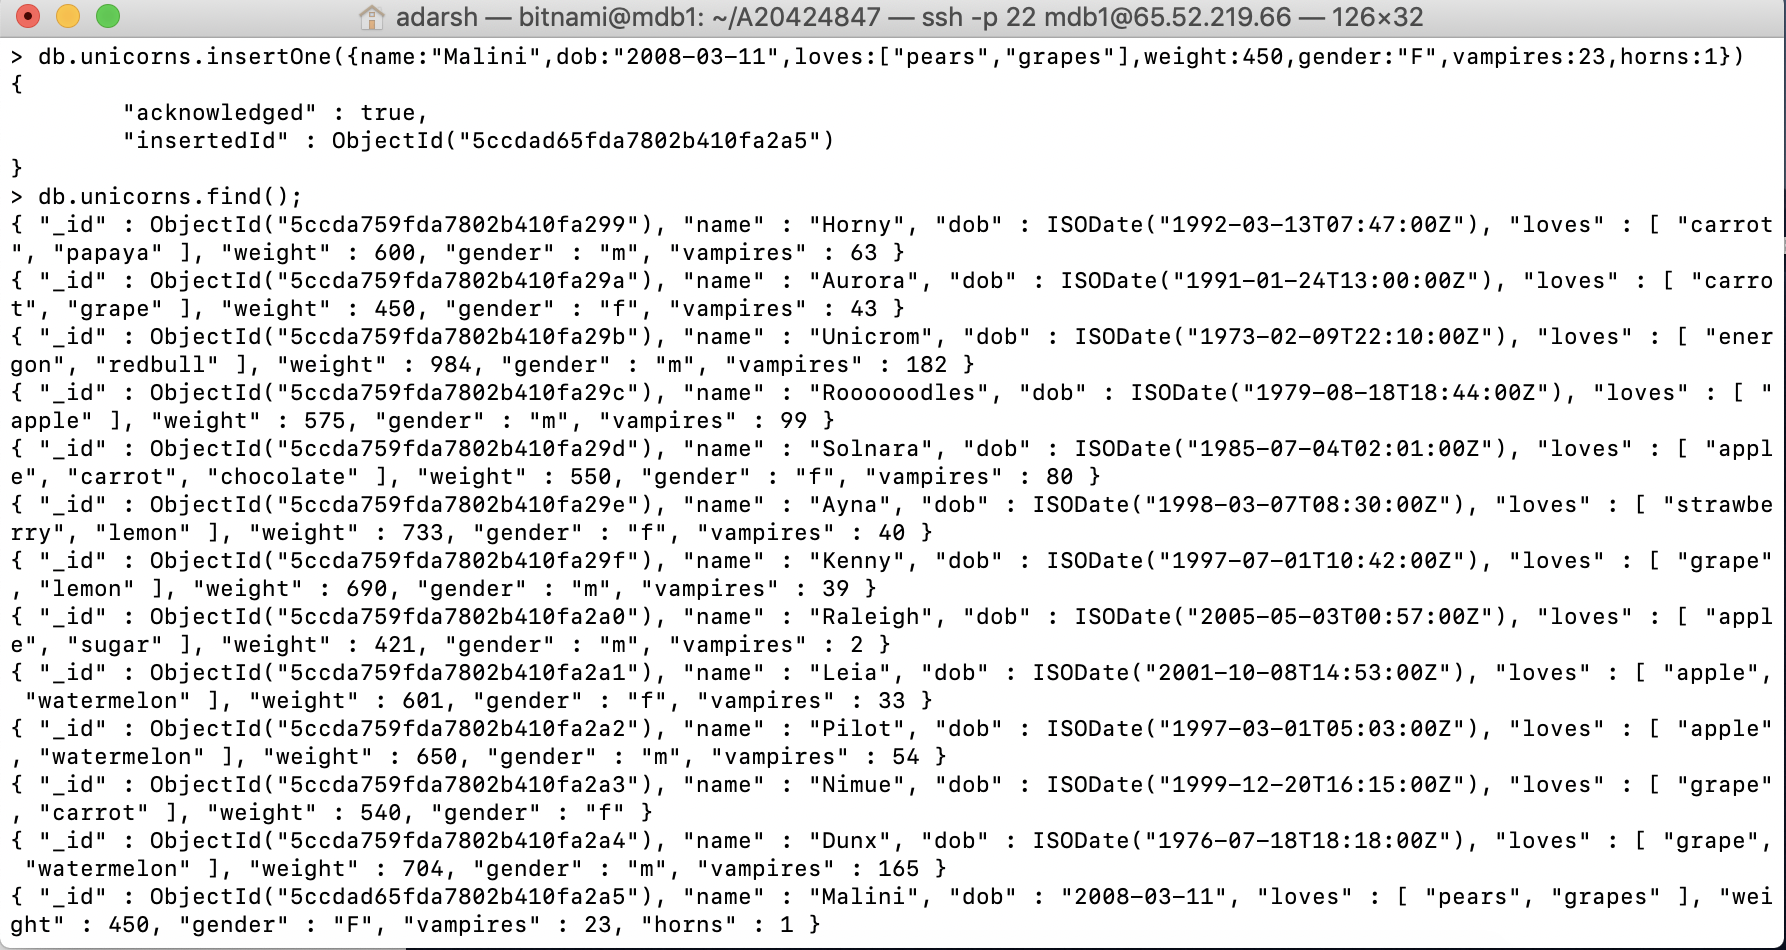 adarsh — bitnami@mdb1: ~/A20424847 — ssh -p 22 mdb1@65.52.219.66 — 126×32
> db.unicorns.insertOne({name:"Malini",dob:"2008-03-11",loves:["pears","grapes"],weight:450,gender:"F",vampires:23,horns:1})
{
        "acknowledged" : true,
        "insertedId" : ObjectId("5ccdad65fda7802b410fa2a5")
}
> db.unicorns.find();
{ "_id" : ObjectId("5ccda759fda7802b410fa299"), "name" : "Horny", "dob" : ISODate("1992-03-13T07:47:00Z"), "loves" : [ "carrot
", "papaya" ], "weight" : 600, "gender" : "m", "vampires" : 63 }
{ "_id" : ObjectId("5ccda759fda7802b410fa29a"), "name" : "Aurora", "dob" : ISODate("1991-01-24T13:00:00Z"), "loves" : [ "carro
t", "grape" ], "weight" : 450, "gender" : "f", "vampires" : 43 }
{ "_id" : ObjectId("5ccda759fda7802b410fa29b"), "name" : "Unicrom", "dob" : ISODate("1973-02-09T22:10:00Z"), "loves" : [ "ener
gon", "redbull" ], "weight" : 984, "gender" : "m", "vampires" : 182 }
{ "_id" : ObjectId("5ccda759fda7802b410fa29c"), "name" : "Roooooodles", "dob" : ISODate("1979-08-18T18:44:00Z"), "loves" : [ "
apple" ], "weight" : 575, "gender" : "m", "vampires" : 99 }
{ "_id" : ObjectId("5ccda759fda7802b410fa29d"), "name" : "Solnara", "dob" : ISODate("1985-07-04T02:01:00Z"), "loves" : [ "appl
e", "carrot", "chocolate" ], "weight" : 550, "gender" : "f", "vampires" : 80 }
{ "_id" : ObjectId("5ccda759fda7802b410fa29e"), "name" : "Ayna", "dob" : ISODate("1998-03-07T08:30:00Z"), "loves" : [ "strawbe
rry", "lemon" ], "weight" : 733, "gender" : "f", "vampires" : 40 }
{ "_id" : ObjectId("5ccda759fda7802b410fa29f"), "name" : "Kenny", "dob" : ISODate("1997-07-01T10:42:00Z"), "loves" : [ "grape"
, "lemon" ], "weight" : 690, "gender" : "m", "vampires" : 39 }
{ "_id" : ObjectId("5ccda759fda7802b410fa2a0"), "name" : "Raleigh", "dob" : ISODate("2005-05-03T00:57:00Z"), "loves" : [ "appl
e", "sugar" ], "weight" : 421, "gender" : "m", "vampires" : 2 }
{ "_id" : ObjectId("5ccda759fda7802b410fa2a1"), "name" : "Leia", "dob" : ISODate("2001-10-08T14:53:00Z"), "loves" : [ "apple",
 "watermelon" ], "weight" : 601, "gender" : "f", "vampires" : 33 }
{ "_id" : ObjectId("5ccda759fda7802b410fa2a2"), "name" : "Pilot", "dob" : ISODate("1997-03-01T05:03:00Z"), "loves" : [ "apple"
, "watermelon" ], "weight" : 650, "gender" : "m", "vampires" : 54 }
{ "_id" : ObjectId("5ccda759fda7802b410fa2a3"), "name" : "Nimue", "dob" : ISODate("1999-12-20T16:15:00Z"), "loves" : [ "grape"
, "carrot" ], "weight" : 540, "gender" : "f" }
{ "_id" : ObjectId("5ccda759fda7802b410fa2a4"), "name" : "Dunx", "dob" : ISODate("1976-07-18T18:18:00Z"), "loves" : [ "grape",
 "watermelon" ], "weight" : 704, "gender" : "m", "vampires" : 165 }
{ "_id" : ObjectId("5ccdad65fda7802b410fa2a5"), "name" : "Malini", "dob" : "2008-03-11", "loves" : [ "pears", "grapes" ], "wei
ght" : 450, "gender" : "F", "vampires" : 23, "horns" : 1 }